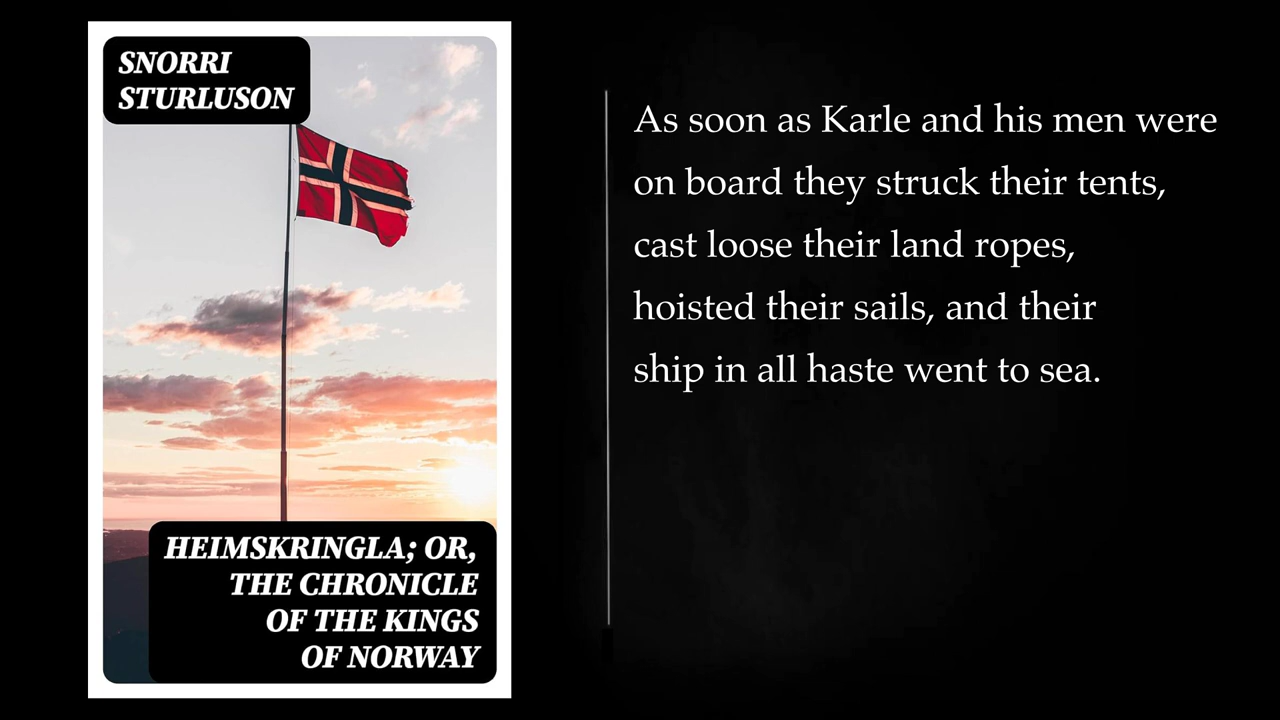 SNORRI
STURLUSON
HEIMSKRINGLA; OR,
THE CHRONICLE
OF THE KINGS
OF NORWAY
As soon as Karle and his men were
on board they struck their tents,
cast loose their land ropes,
hoisted their sails, and their
ship in all haste went to sea.